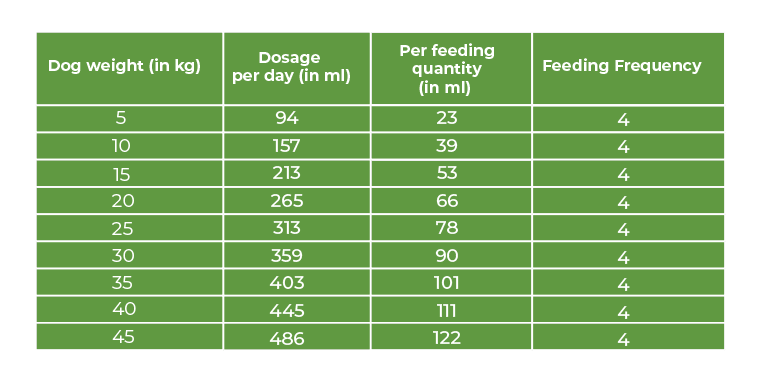 Dog weight (in kg) Dosage per day (in ml) Per feeding quantity (in ml) Feeding Frequency
5 94 23 4
10 157 39 4
15 213 53 4
20 265 66 4
25 313 78 4
30 359 90 4
35 403 101 4
40 445 111 4
45 486 122 4